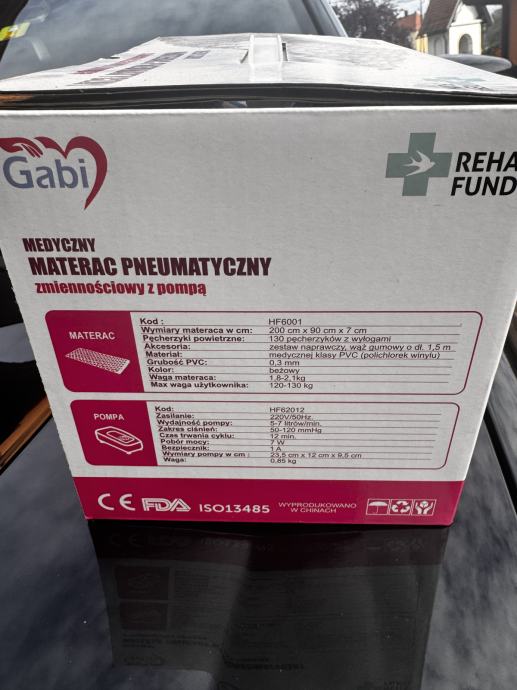 Gabi
REHA
FUND
MEDYCZNY
MATERAC PNEUMATYCZNY
zmiennościowy z pompą
MATERAC
Kod : HF6001
Wymiary materaca w cm: 200 cm x 90 cm x 7 cm
Pęcherzyki powietrzne: 130 pęcherzyków z wyłogami
Akcesoria: zestaw naprawczy, wąż gumowy o dł. 1,5 m
Materiał: medycznej klasy PVC (polichlorek winylu)
Grubość PVC: 0,3 mm
Kolor: beżowy
Waga materaca: 1,8-2,1kg
Max waga użytkownika: 120-130 kg
POMPA
Kod: HF62012
Zasilanie: 220V/50Hz.
Wydajność pompy: 5-7 litrów/min.
Zakres ciśnień: 50-120 mmHg
Czas trwania cyklu: 12 min.
Pobór mocy: 7 W
Bezpiecznik: 1 A
Wymiary pompy w cm : 23,5 cm x 12 cm x 9,5 cm
Waga: 0,85 kg
CE FDA ISO13485
WYPRODUKOWANO
W CHINACH